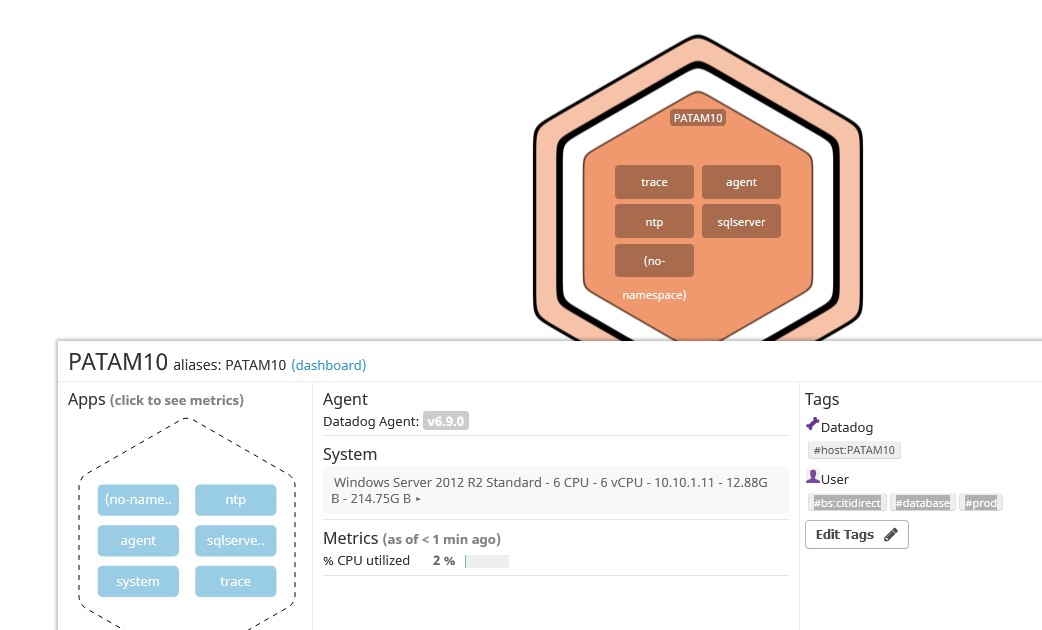 PATAM10
trace agent
ntp sqlserver
(no-
namespace)
PATAM10 aliases: PATAM10 (dashboard)
Apps (click to see metrics)
(no-name.. ntp
agent sqlserve..
system trace
Agent
Datadog Agent: v6.9.0
System
Windows Server 2012 R2 Standard - 6 CPU - 6 vCPU - 10.10.1.11 - 12.88G
B - 214.75G B ▸
Metrics (as of < 1 min ago)
% CPU utilized 2 %
Tags
Datadog
#host:PATAM10
User
#bs:citidirect #database #prod
Edit Tags